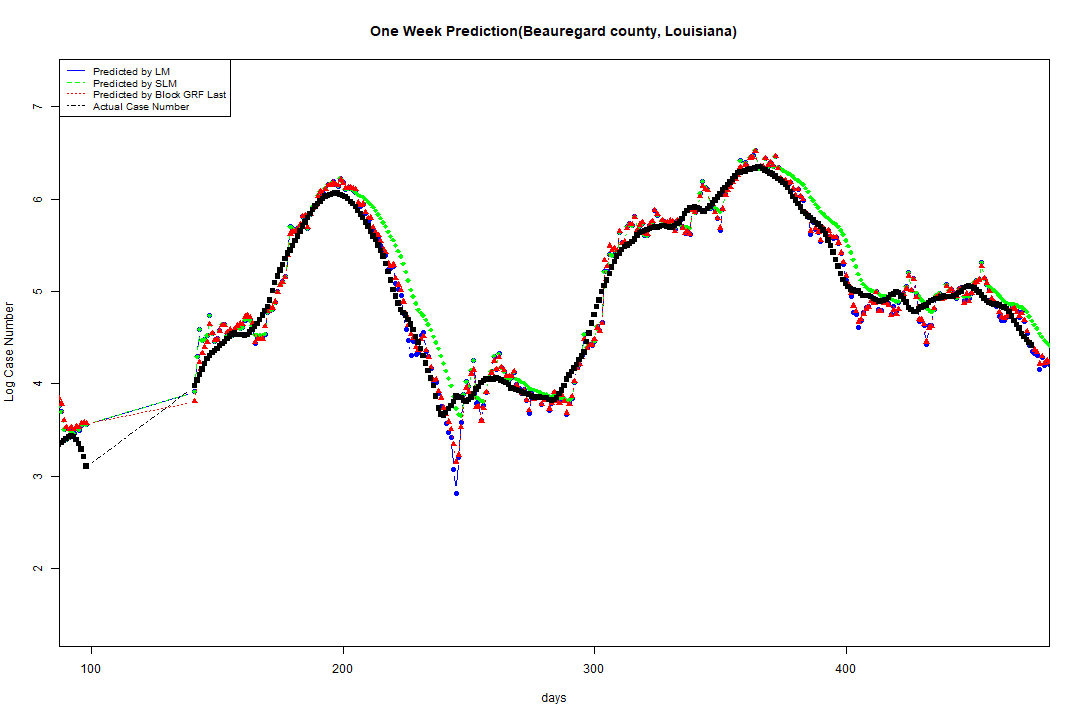 One Week Prediction(Beauregard county, Louisiana)
Predicted by LM
Predicted by SLM
Predicted by Block GRF Last
Actual Case Number
7
6
5
4
3
2
Log Case Number
100 200 300 400
days